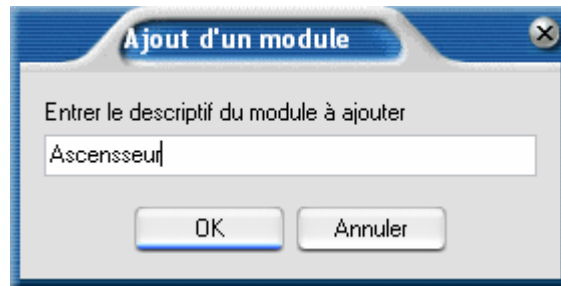 Ajout d'un module
Entrer le descriptif du module à ajouter
Ascensseur
OK
Annuler